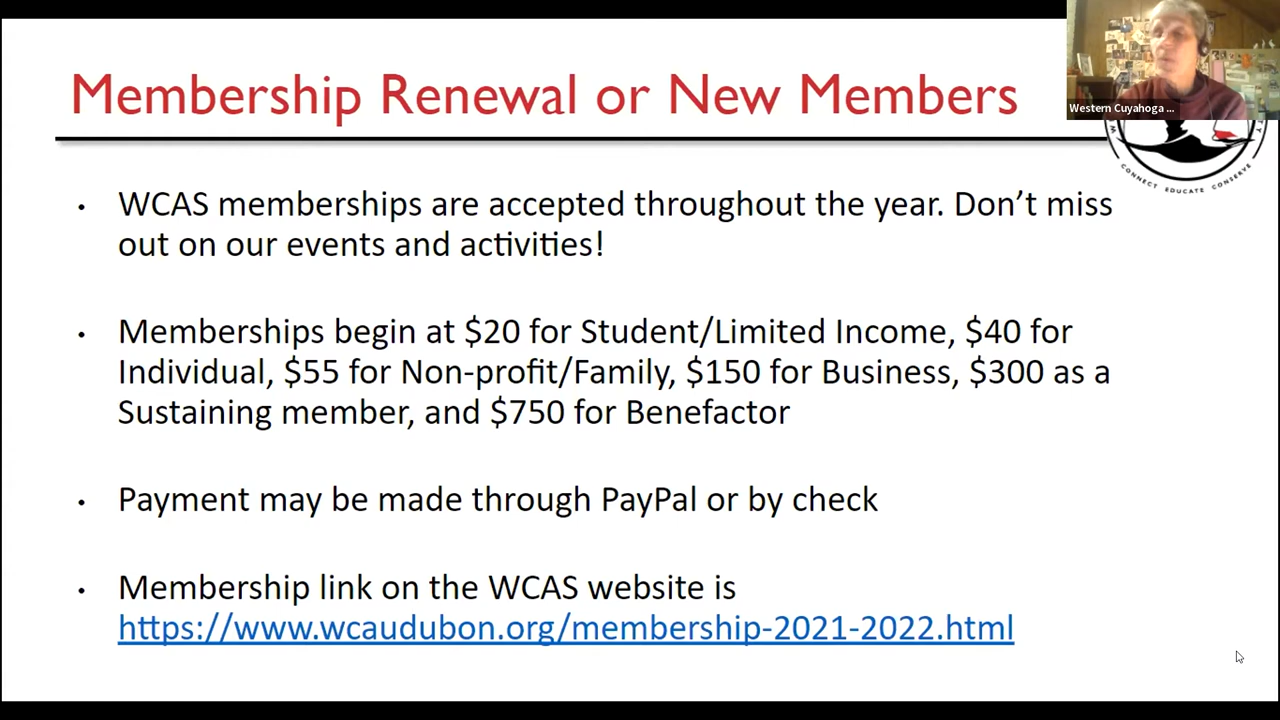 Membership Renewal or New Members
Western Cuyahoga ...
CONNECT EDUCATE CONSERVE
• WCAS memberships are accepted throughout the year. Don’t miss
out on our events and activities!
• Memberships begin at $20 for Student/Limited Income, $40 for
Individual, $55 for Non-profit/Family, $150 for Business, $300 as a
Sustaining member, and $750 for Benefactor
• Payment may be made through PayPal or by check
• Membership link on the WCAS website is
https://www.wcaudubon.org/membership-2021-2022.html